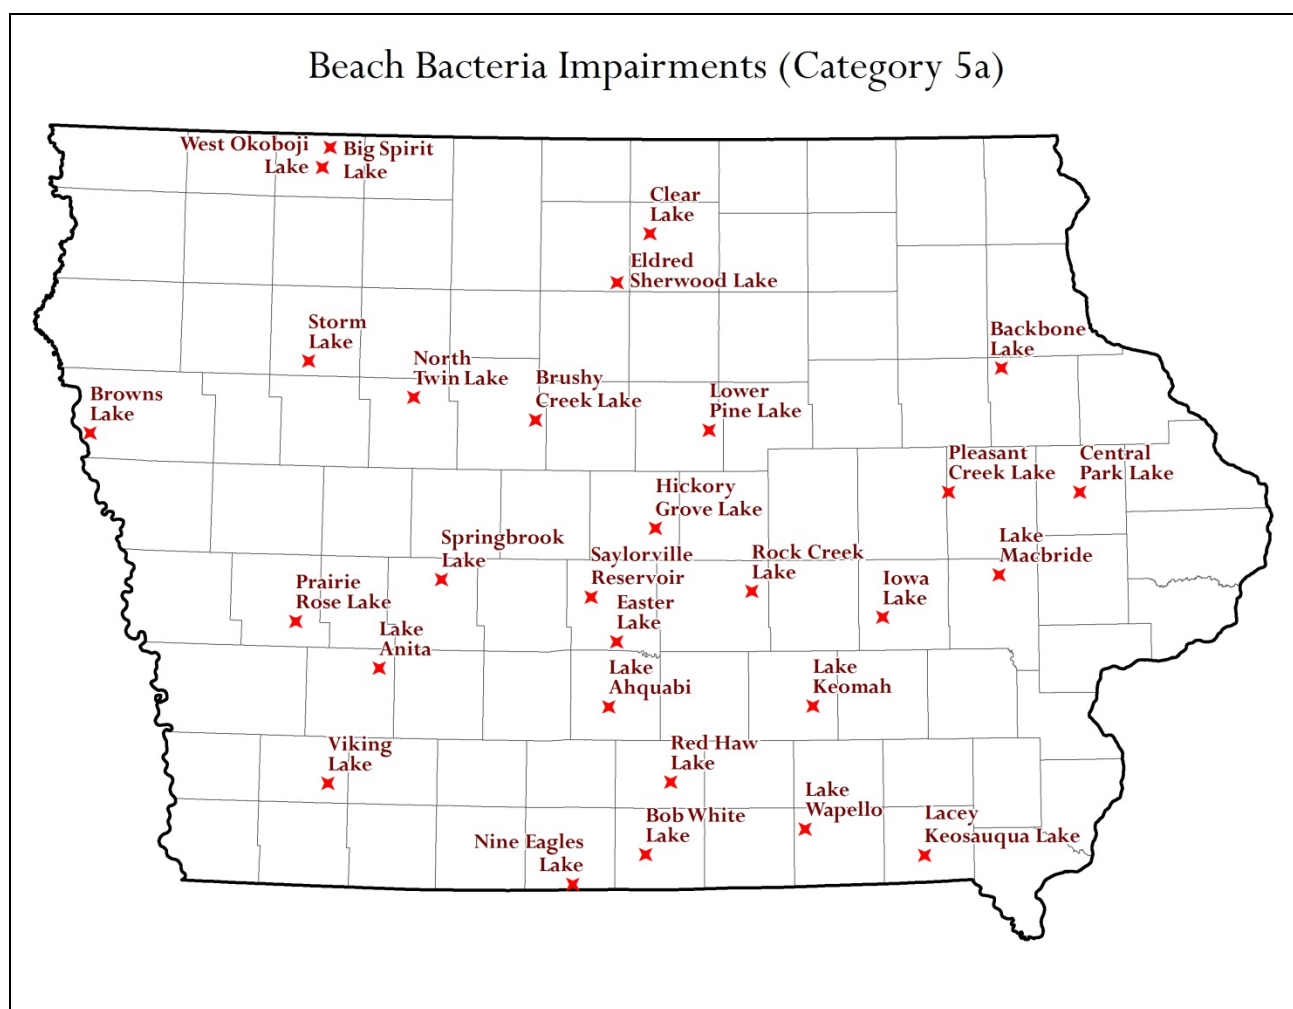 Beach Bacteria Impairments (Category 5a)
West Okoboji
Lake
Big Spirit
Lake
Clear
Lake
Eldred
Sherwood Lake
Storm
Lake
North
Twin Lake
Backbone
Lake
Browns
Lake
Brushy
Creek Lake
Lower
Pine Lake
Pleasant
Creek Lake
Central
Park Lake
Hickory
Grove Lake
Springbrook
Lake
Saylorville
Reservoir
Rock Creek
Lake
Lake
Macbride
Prairie
Rose Lake
Easter
Lake
Iowa
Lake
Lake
Anita
Lake
Ahquabi
Lake
Keomah
Viking
Lake
Red Haw
Lake
Lake
Wapello
Bob White
Lake
Lacey
Keosauqua Lake
Nine Eagles
Lake